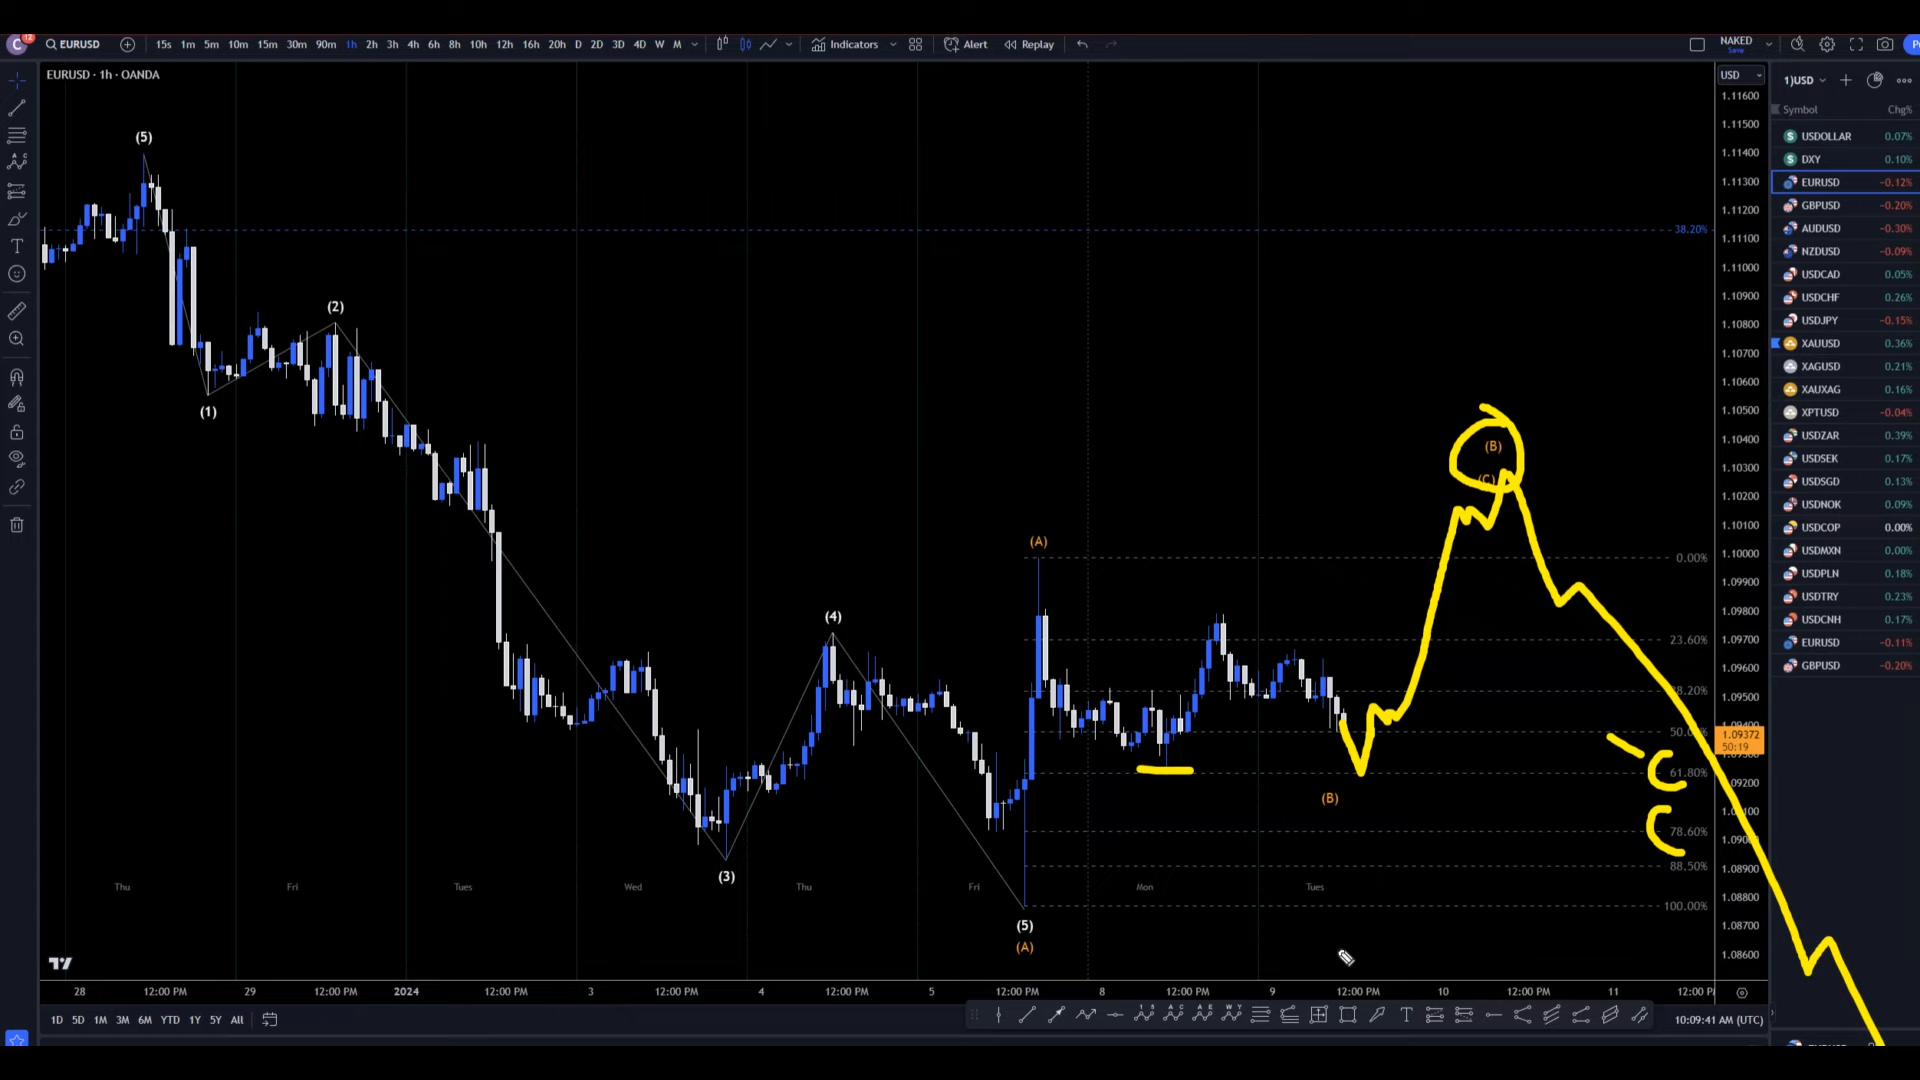 C 12 EURUSD 15s 1m 5m 10m 15m 30m 90m 1h 2h 3h 4h 6h 8h 10h 12h 16h 20h D 2D 3D 4D W M Indicators Alert Replay NAKED
Save
EURUSD · 1h · OANDA
USD
1)USD
Symbol Chg%
USDOLLAR 0.07%
DXY 0.10%
EURUSD −0.12%
GBPUSD −0.20%
AUDUSD −0.30%
NZDUSD −0.09%
USDCAD 0.05%
USDCHF 0.26%
USDJPY −0.15%
XAUUSD 0.36%
XAGUSD 0.21%
XAUXAG 0.16%
XPTUSD −0.04%
USDZAR 0.39%
USDSEK 0.17%
USDSGD 0.13%
USDNOK 0.09%
USDCOP 0.00%
USDMXN 0.00%
USDPLN 0.18%
USDTRY 0.23%
USDCNH 0.17%
EURUSD −0.11%
GBPUSD −0.20%
1.11600
1.11500
1.11400
1.11300
1.11200
1.11100
1.11000
1.10900
1.10800
1.10700
1.10600
1.10500
1.10400
1.10300
1.10200
1.10100
1.10000
1.09900
1.09800
1.09700
1.09600
1.09500
1.09372
50:19
1.09200
1.08900
1.08800
1.08700
1.08600
(5)
38.20%
(2)
(1)
(B)
(C)
(A)
0.00%
(4)
23.60%
C
61.80%
(B)
C
78.60%
88.50%
(3)
100.00%
(5)
(A)
Thu Fri Tues Wed Thu Fri Mon Tues
28 12:00 PM 29 12:00 PM 2024 12:00 PM 3 12:00 PM 4 12:00 PM 5 12:00 PM 8 12:00 PM 9 12:00 PM 10 12:00 PM 11
1D 5D 1M 3M 6M YTD 1Y 5Y All
10:09:41 AM (UTC)